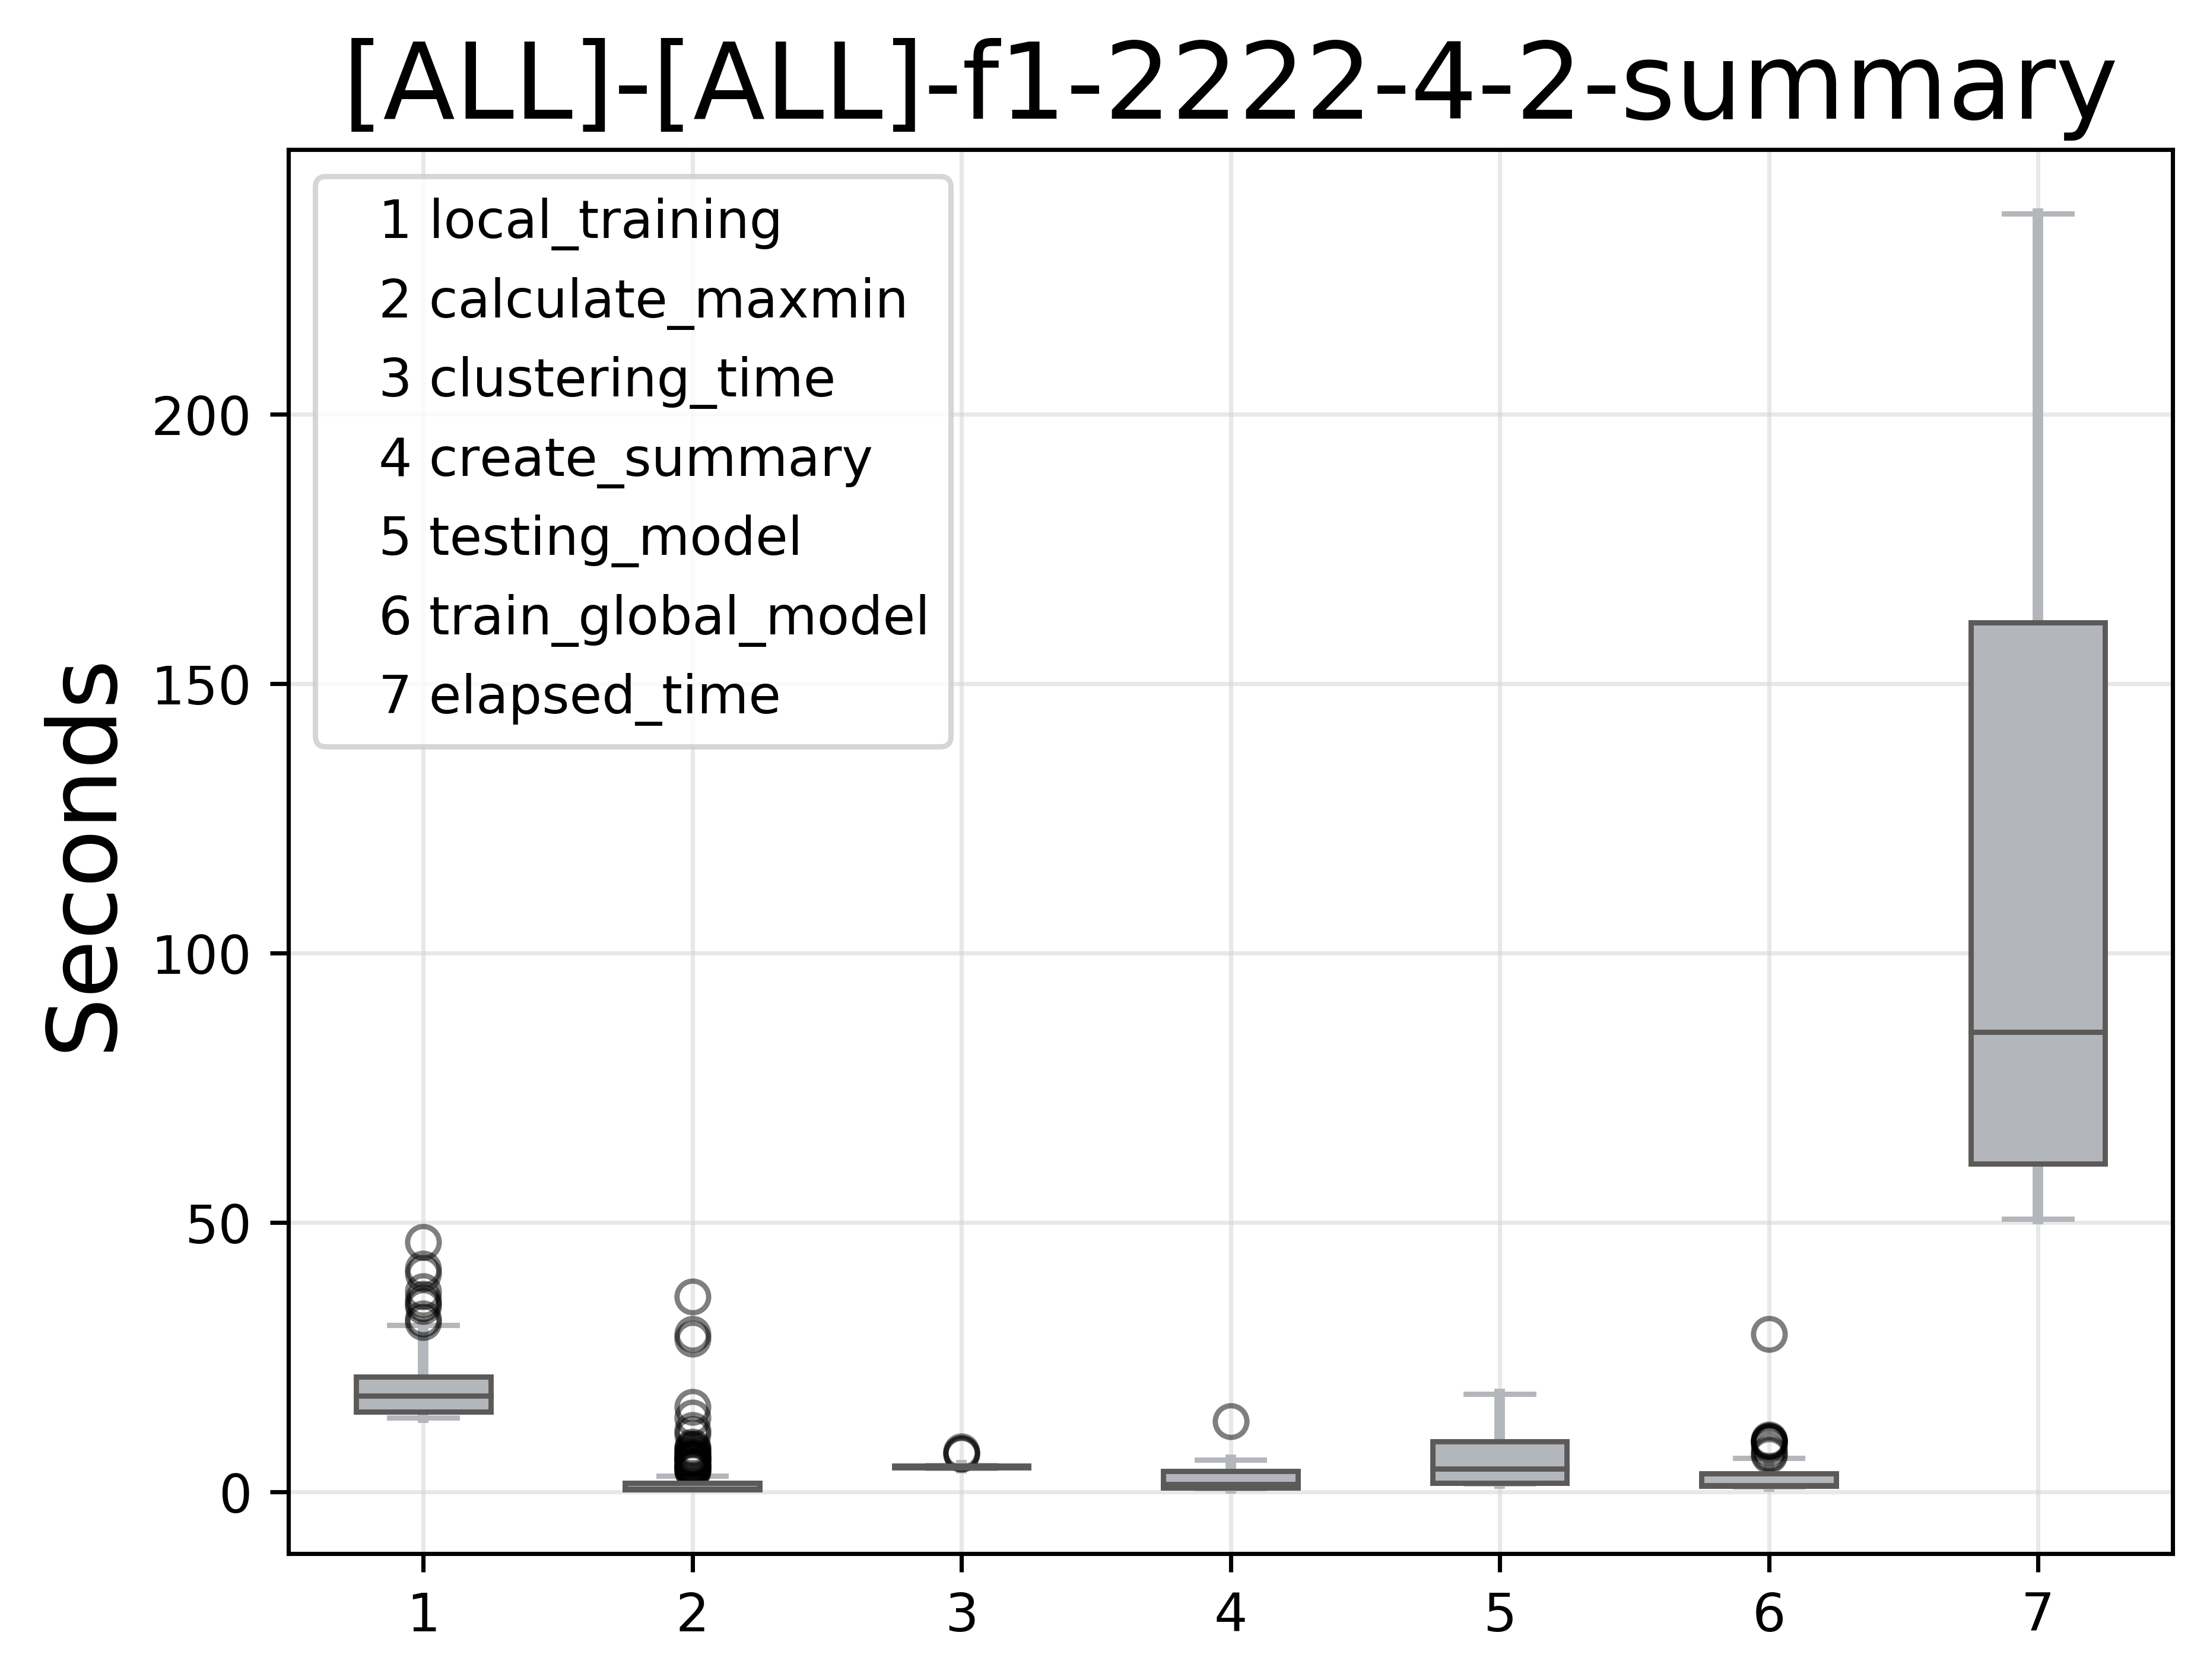 [ALL]-[ALL]-f1-2222-4-2-summary
1 local_training
2 calculate_maxmin
3 clustering_time
4 create_summary
5 testing_model
6 train_global_model
7 elapsed_time
Seconds
200
150
100
50
0
1 2 3 4 5 6 7